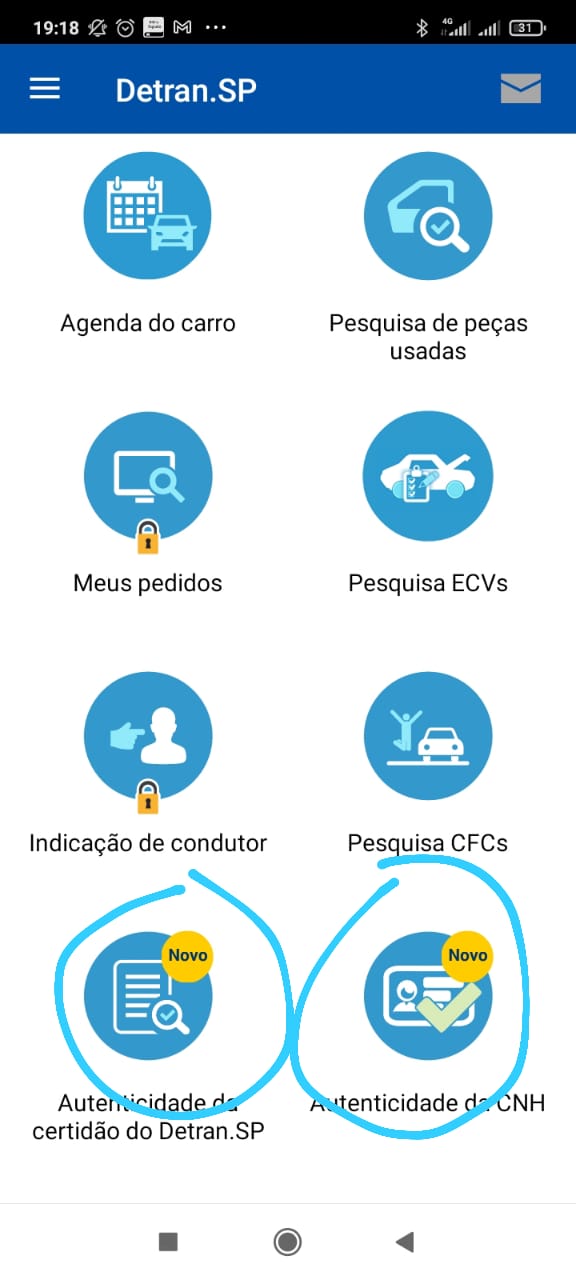 19:18
4G
31
Detran.SP
Agenda do carro
Pesquisa de peças
usadas
Meus pedidos
Pesquisa ECVs
Indicação de condutor
Pesquisa CFCs
Novo
Novo
Autenticidade da
certidão do Detran.SP
Autenticidade da CNH